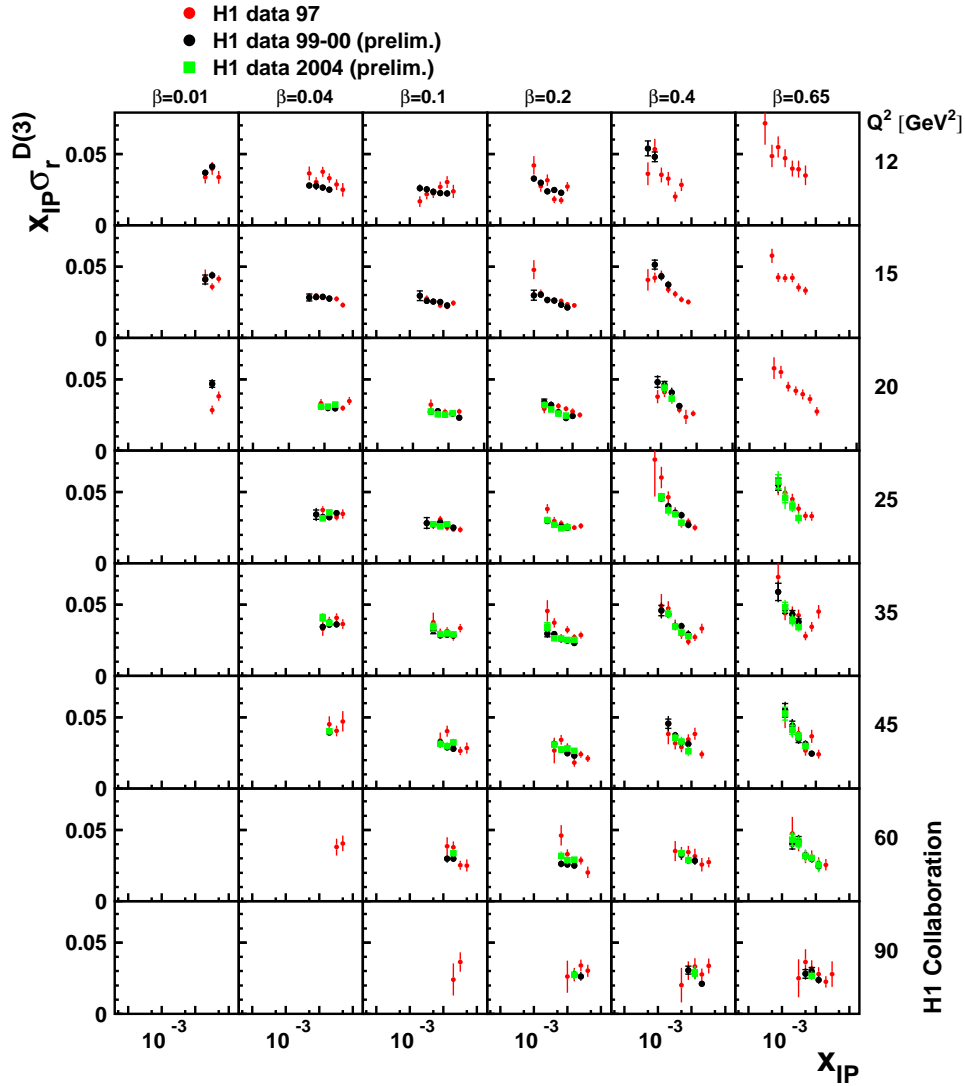 H1 data 97
H1 data 99-00 (prelim.)
H1 data 2004 (prelim.)
β=0.01 β=0.04 β=0.1 β=0.2 β=0.4 β=0.65
Q² [GeV²]
x_IP σ_r^D(3)
0.05 12
0
0.05 15
0
0.05 20
0
0.05 25
0
0.05 35
0
0.05 45
0
0.05 60
0
0.05 90
0
10⁻³ 10⁻³ 10⁻³ 10⁻³ 10⁻³ 10⁻³
x_IP
H1 Collaboration